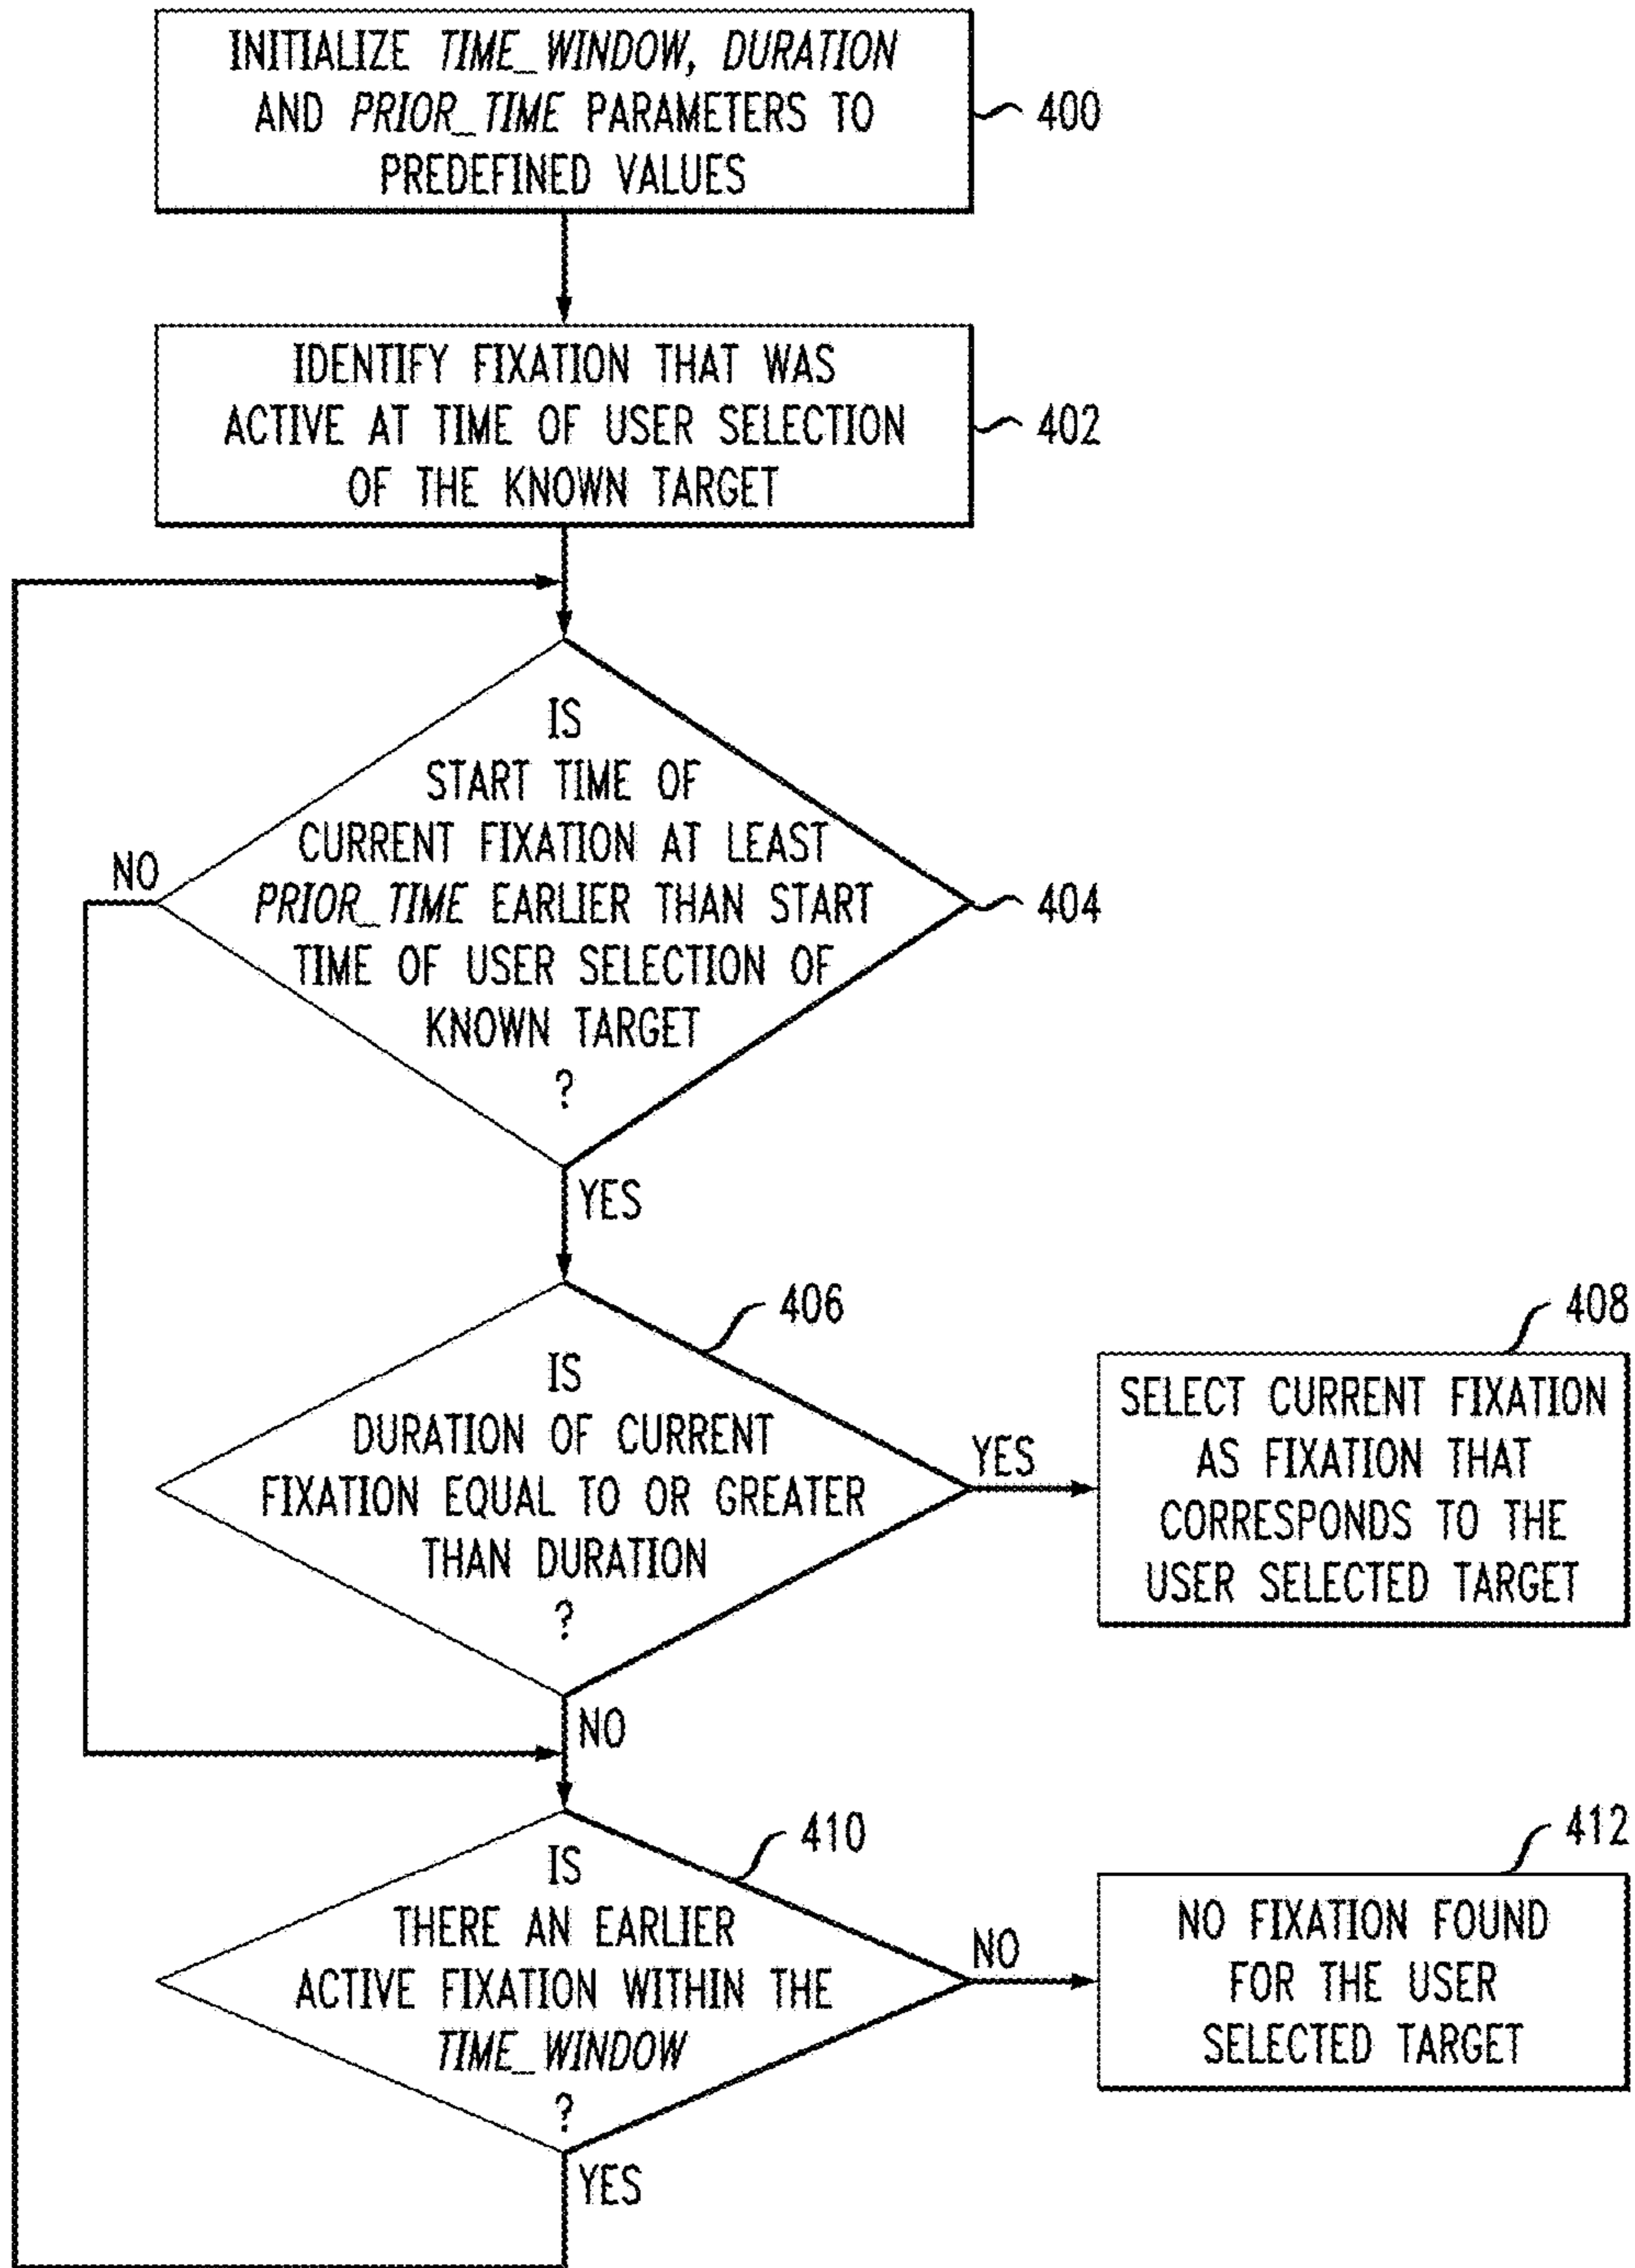 INITIALIZE TIME_WINDOW, DURATION
AND PRIOR_TIME PARAMETERS TO
PREDEFINED VALUES
400
IDENTIFY FIXATION THAT WAS
ACTIVE AT TIME OF USER SELECTION
OF THE KNOWN TARGET
402
IS
START TIME OF
CURRENT FIXATION AT LEAST
PRIOR_TIME EARLIER THAN START
TIME OF USER SELECTION OF
KNOWN TARGET
?
NO
404
YES
406
IS
DURATION OF CURRENT
FIXATION EQUAL TO OR GREATER
THAN DURATION
?
YES
408
SELECT CURRENT FIXATION
AS FIXATION THAT
CORRESPONDS TO THE
USER SELECTED TARGET
NO
410
IS
THERE AN EARLIER
ACTIVE FIXATION WITHIN THE
TIME_WINDOW
?
NO
412
NO FIXATION FOUND
FOR THE USER
SELECTED TARGET
YES